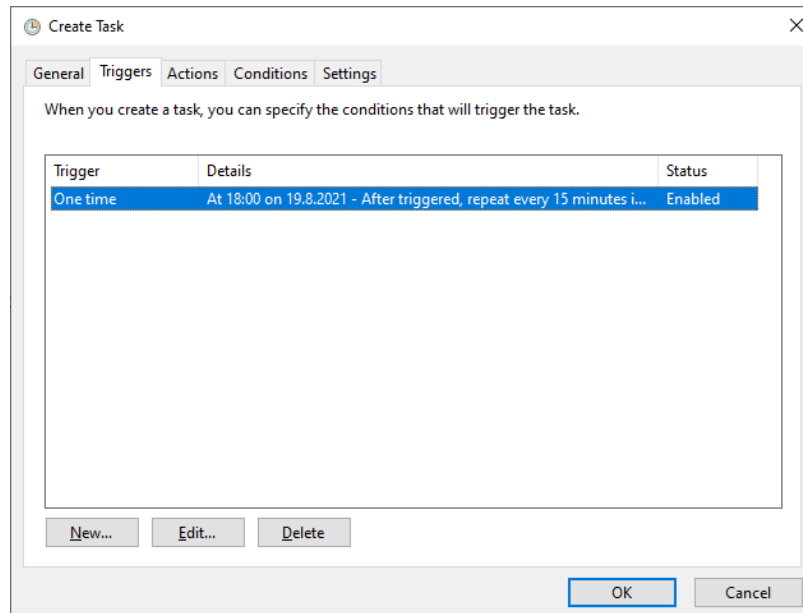 Create Task
General Triggers Actions Conditions Settings
When you create a task, you can specify the conditions that will trigger the task.
Trigger Details Status
One time At 18:00 on 19.8.2021 - After triggered, repeat every 15 minutes i... Enabled
New... Edit... Delete
OK Cancel